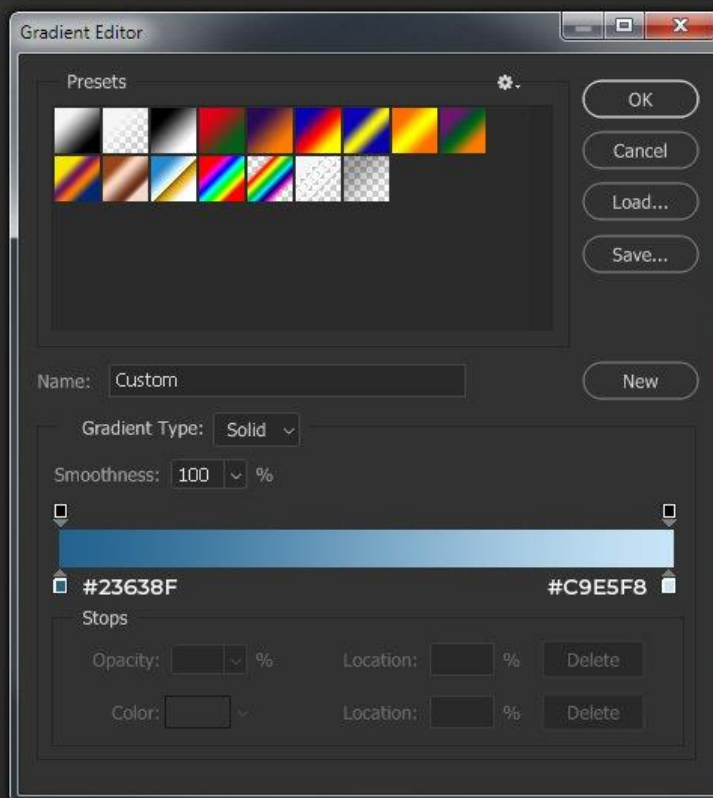 Gradient Editor
Presets
OK
Cancel
Load...
Save...
Name: Custom
New
Gradient Type: Solid
Smoothness: 100 %
#23638F #C9E5F8
Stops
Opacity: % Location: % Delete
Color: Location: % Delete